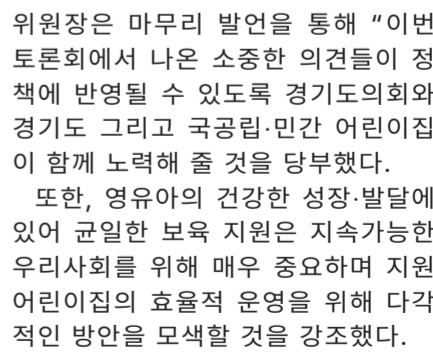 위원장은 마무리 발언을 통해 “이번
토론회에서 나온 소중한 의견들이 정
책에 반영될 수 있도록 경기도의회와
경기도 그리고 국공립·민간 어린이집
이 함께 노력해 줄 것을 당부했다.
또한, 영유아의 건강한 성장·발달에
있어 균일한 보육 지원은 지속가능한
우리사회를 위해 매우 중요하며 지원
어린이집의 효율적 운영을 위해 다각
적인 방안을 모색할 것을 강조했다.